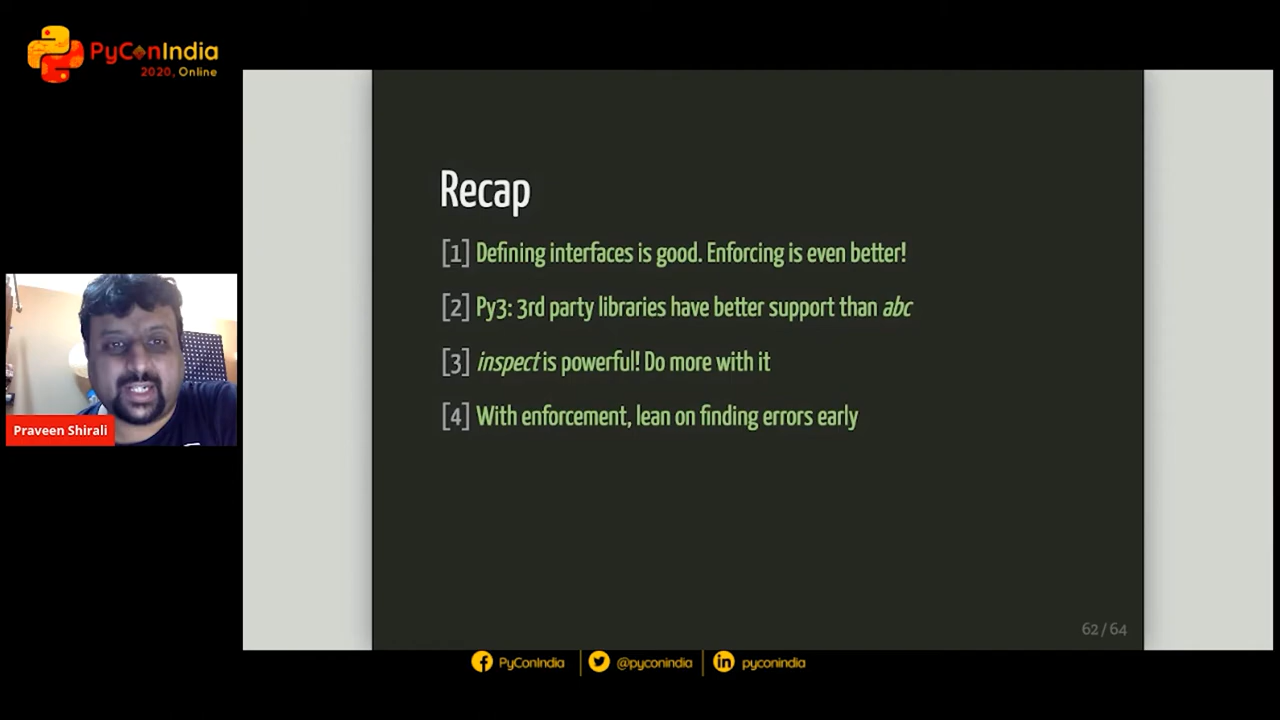 PyConIndia
2020, Online
Recap
[1] Defining interfaces is good. Enforcing is even better!
[2] Py3: 3rd party libraries have better support than abc
[3] inspect is powerful! Do more with it
[4] With enforcement, lean on finding errors early
Praveen Shirali
62 / 64
PyConIndia
@pyconindia
pyconindia